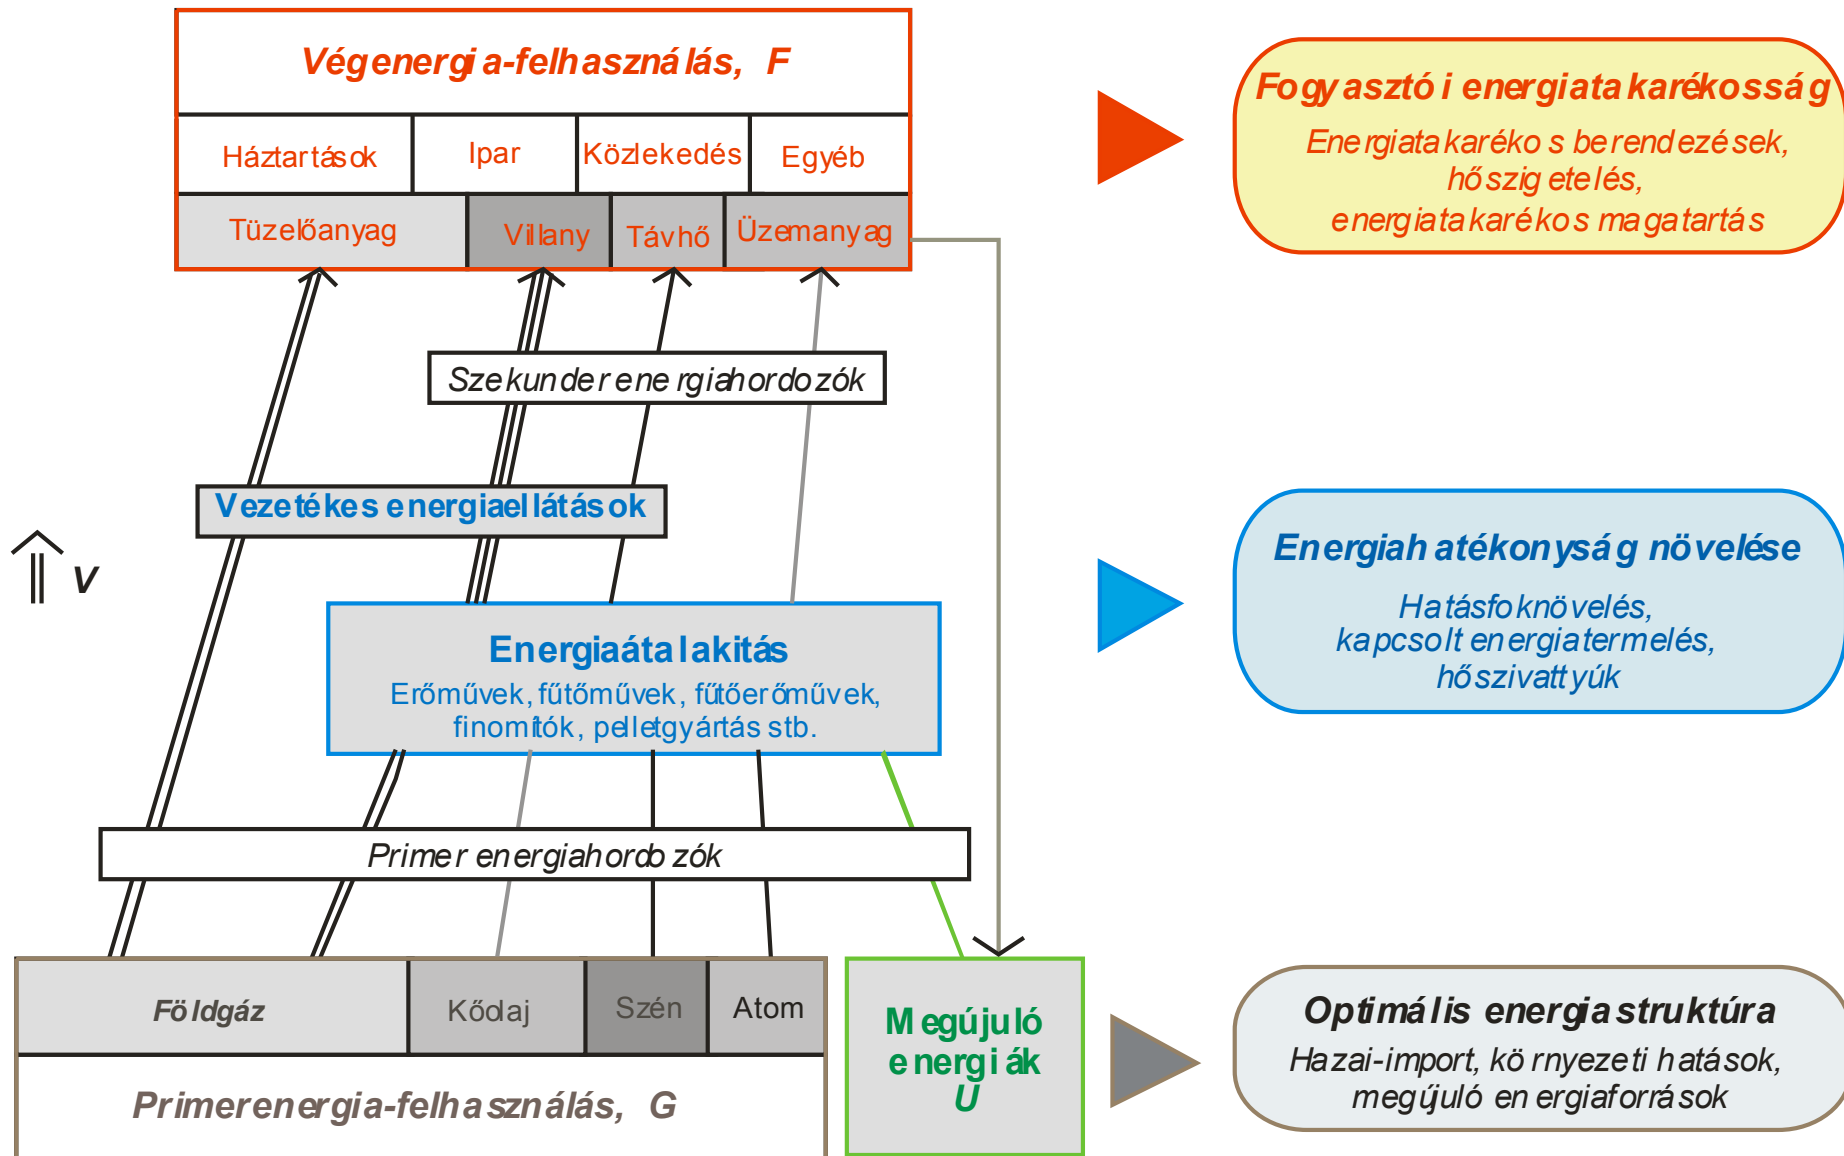 Végenergia-felhasználás, F
Háztartások
Ipar
Közlekedés
Egyéb
Tüzelőanyag
Villany
Távhő
Üzemanyag
Szekunder energiahordozók
Vezetékes energiaellátások
V
Energiaátalakitás
Erőművek, fűtőművek, fűtőerőművek,
finomítók, pelletgyártás stb.
Primer energiahordozók
Földgáz
Kődlaj
Szén
Atom
Primerenergia-felhasználás, G
Megújuló
energiák
U
Fogyasztói energiatakarékosság
Energiatakarékos berendezések,
hőszigetelés,
energiatakarékos magatartás
Energiahatékonyság növelése
Hatásfoknövelés,
kapcsolt energiatermelés,
hőszivattyúk
Optimális energiastruktúra
Hazai-import, környezeti hatások,
megújuló energiaforrások